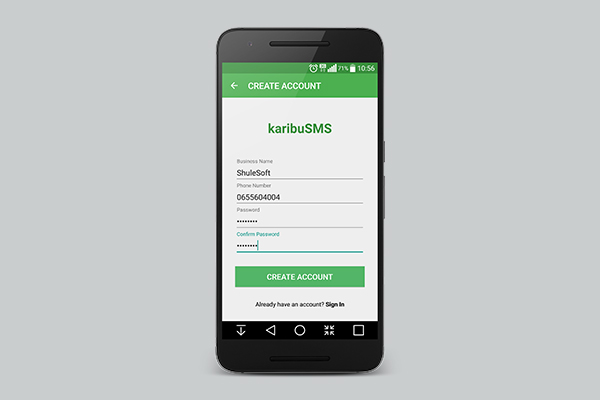 71% 10:56
CREATE ACCOUNT
karibuSMS
Business Name
ShuleSoft
Phone Number
0655604004
Password
••••••••
Confirm Password
••••••••
CREATE ACCOUNT
Already have an account? Sign In